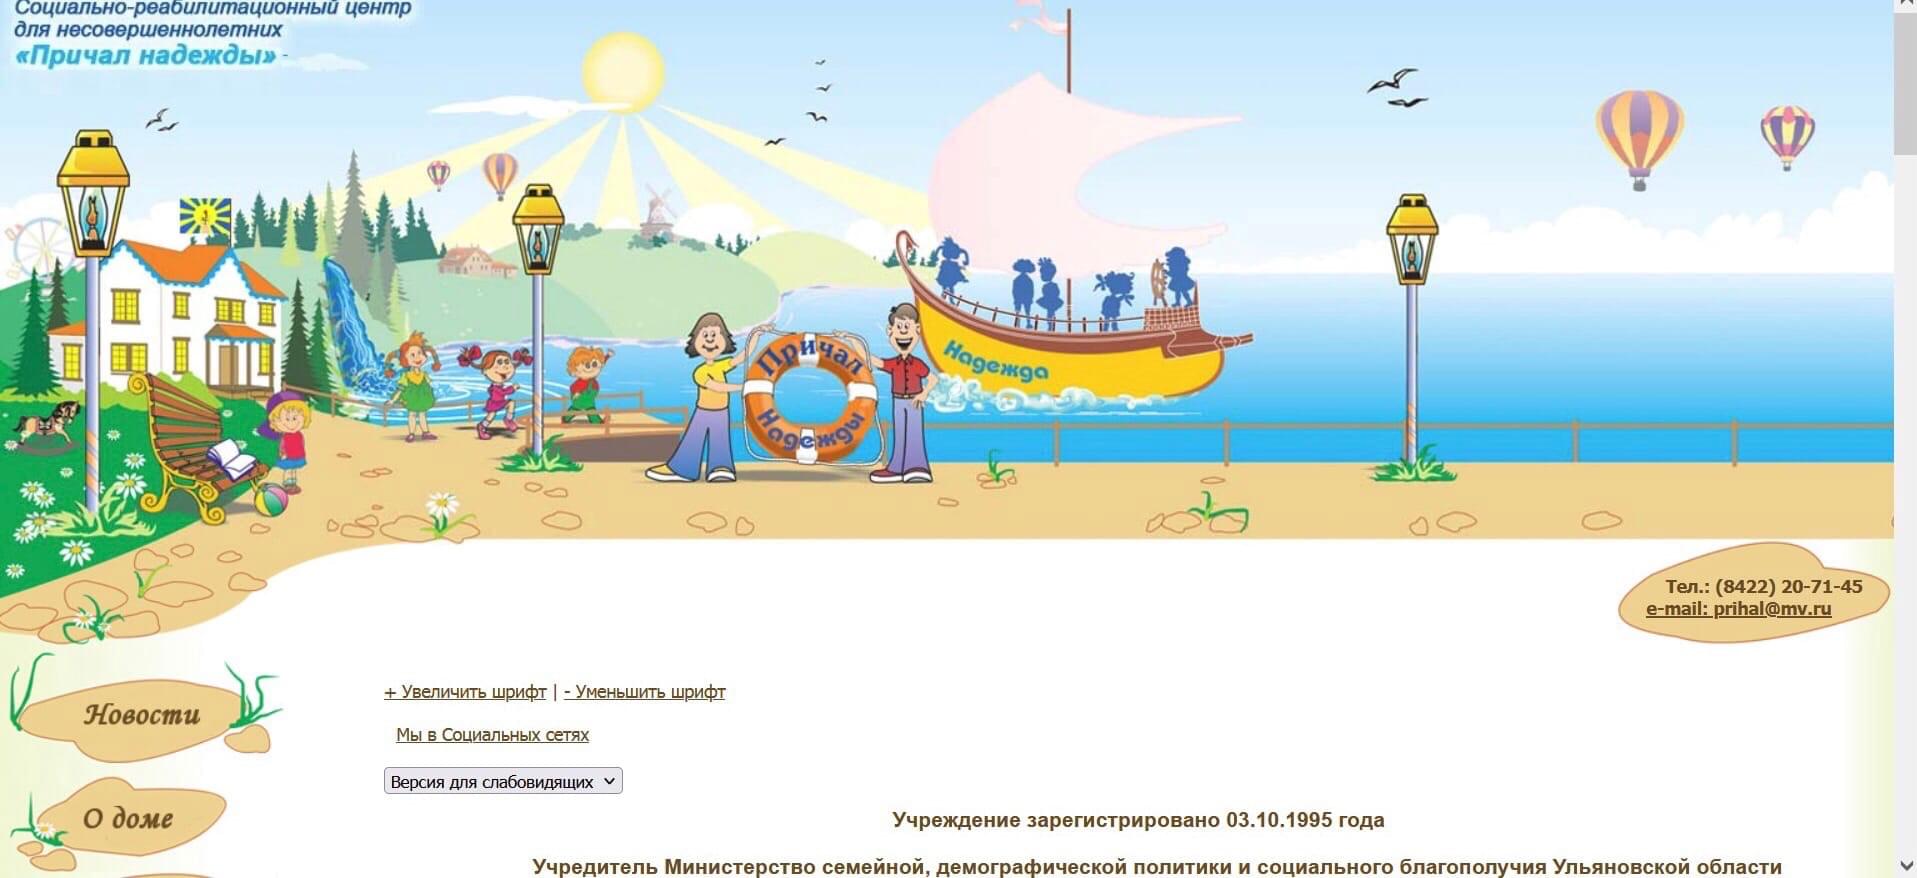 Социально-реабилитационный центр
для несовершеннолетних
«Причал надежды» -
Причал
Надежды
Надежда
Тел.: (8422) 20-71-45
e-mail: prihal@mv.ru
+ Увеличить шрифт | - Уменьшить шрифт
Новости
Мы в Социальных сетях
Версия для слабовидящих
О доме
Учреждение зарегистрировано 03.10.1995 года
Учредитель Министерство семейной, демографической политики и социального благополучия Ульяновской области